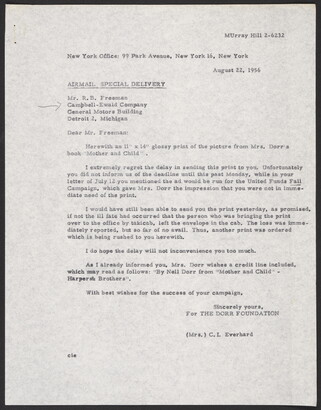 MUrray Hill 2-6232
New York Office: 99 Park Avenue, New York 16, New York
August 22, 1956
AIRMAIL SPECIAL DELIVERY
Mr. R. B. Freeman
Campbell-Ewald Company
General Motors Building
Detroit 2, Michigan
Dear Mr. Freeman:
Herewith an 11" x 14" glossy print of the picture from Mrs. Dorr's
book "Mother and Child".
I extremely regret the delay in sending this print to you. Unfortunately
you did not inform us of the deadline until this past Monday, while in your
letter of July 12 you mentioned the ad would be run for the United Funds Fall
Campaign, which gave Mrs. Dorr the impression that you were not in imme-
diate need of the print.
I would have still been able to send you the print yesterday, as promised,
if not the ill fate had occurred that the person who was bringing the print
over to the office by taxicab, left the envelope in the cab. The loss was imme-
diately reported, but so far of no avail. Thus, another print was ordered
which is being rushed to you herewith.
I do hope the delay will not inconvenience you too much.
As I already informed you, Mrs. Dorr wishes a credit line included,
which may read as follows: "By Nell Dorr from "Mother and Child" -
Harper Brothers".
With best wishes for the success of your campaign,
Sincerely yours,
For THE DORR FOUNDATION
(Mrs.) C. I. Ewerhard
cie